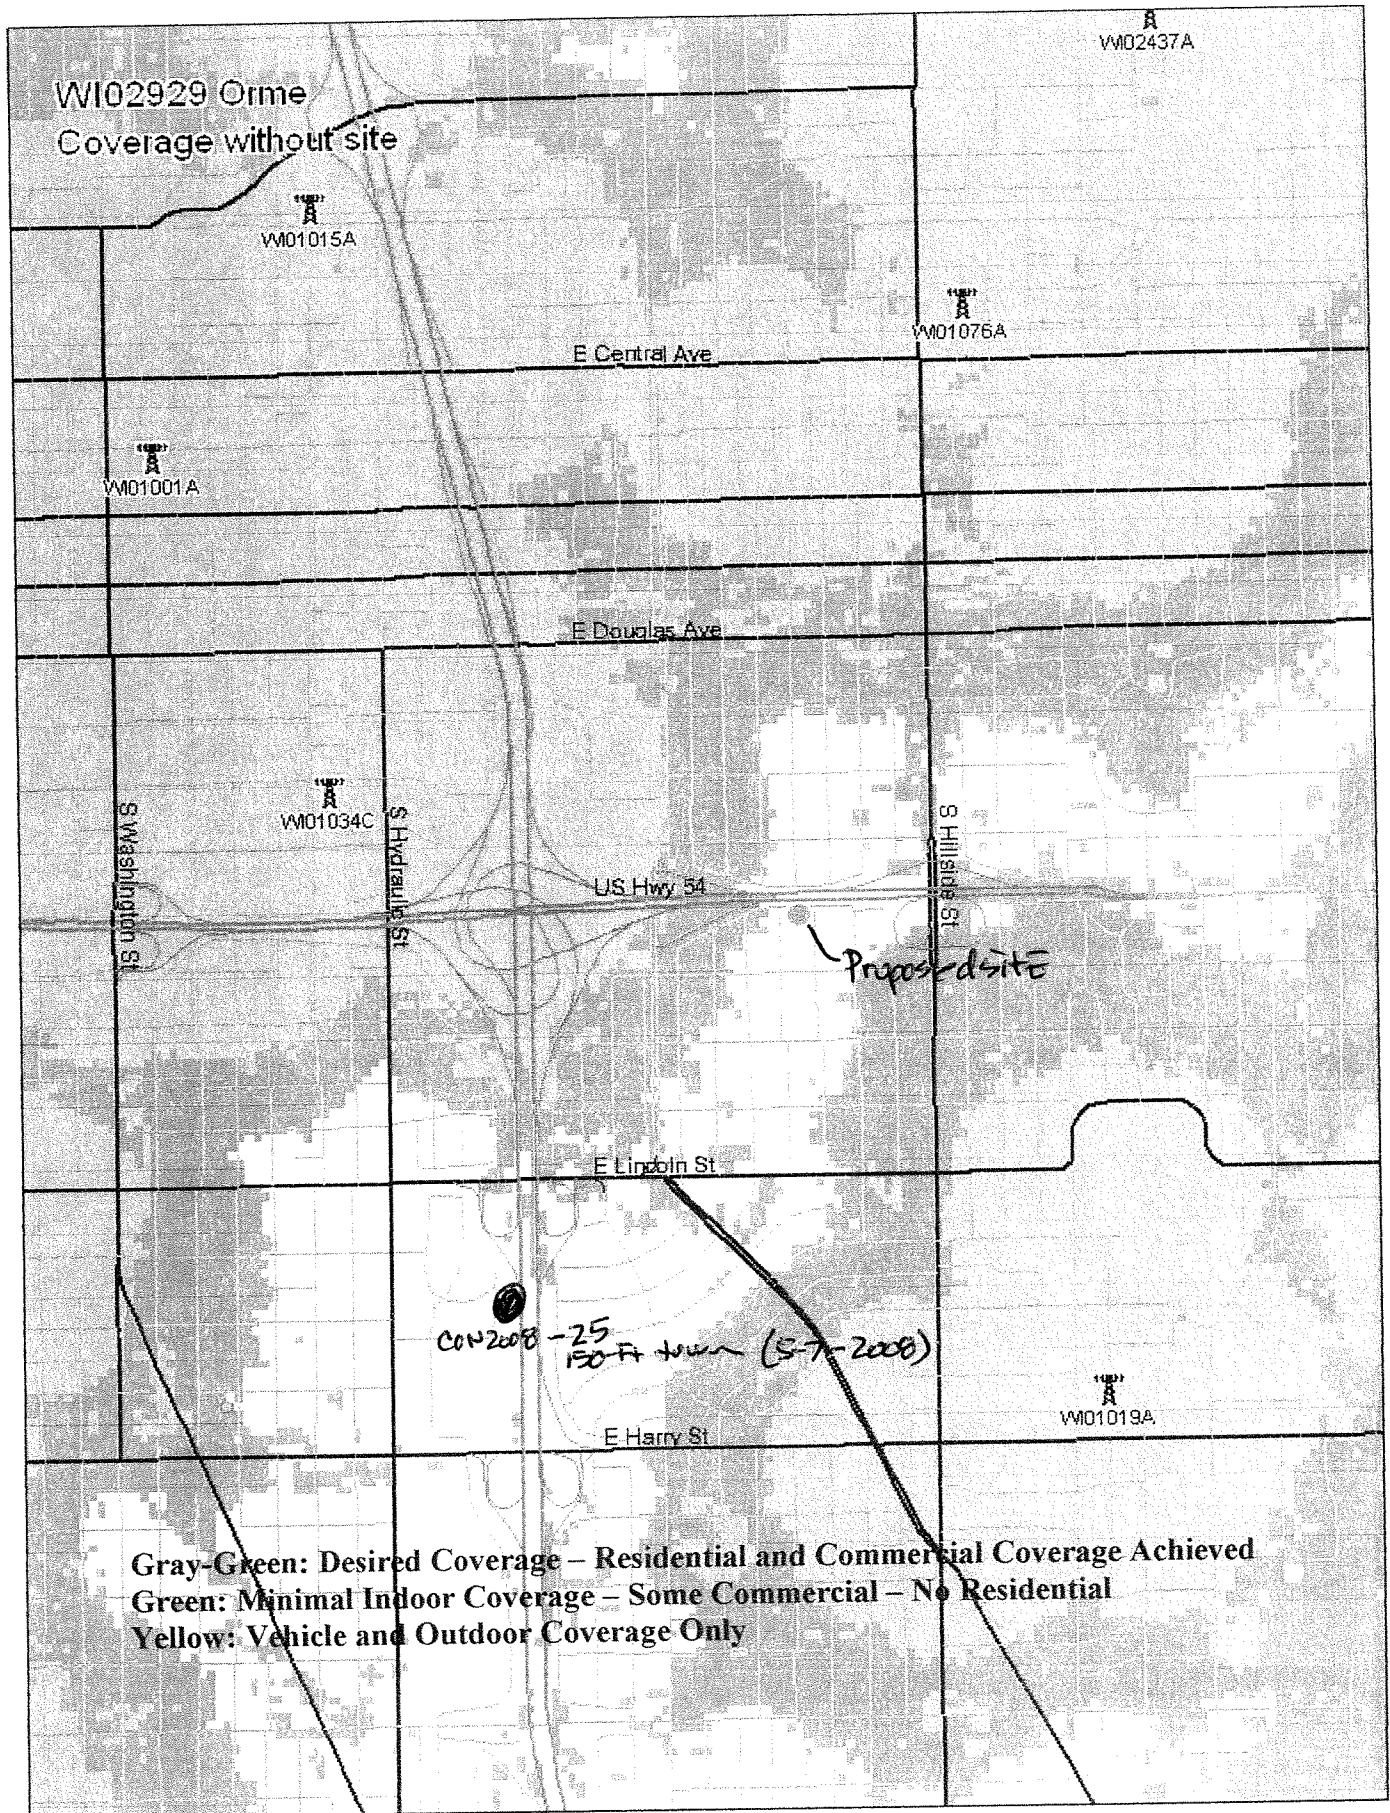 WI02437A
WI02929 Orme
Coverage without site
WI01015A
WI01076A
E Central Ave
WI01001A
E Douglas Ave
WI01034C
S Washington St
S Hydraulic St
S Hillside St
US Hwy 54
Proposed site
E Lincoln St
CON2008-25
150-Ft tower (5-7-2008)
WI01019A
E Harry St
Gray-Green: Desired Coverage – Residential and Commercial Coverage Achieved
Green: Minimal Indoor Coverage – Some Commercial – No Residential
Yellow: Vehicle and Outdoor Coverage Only